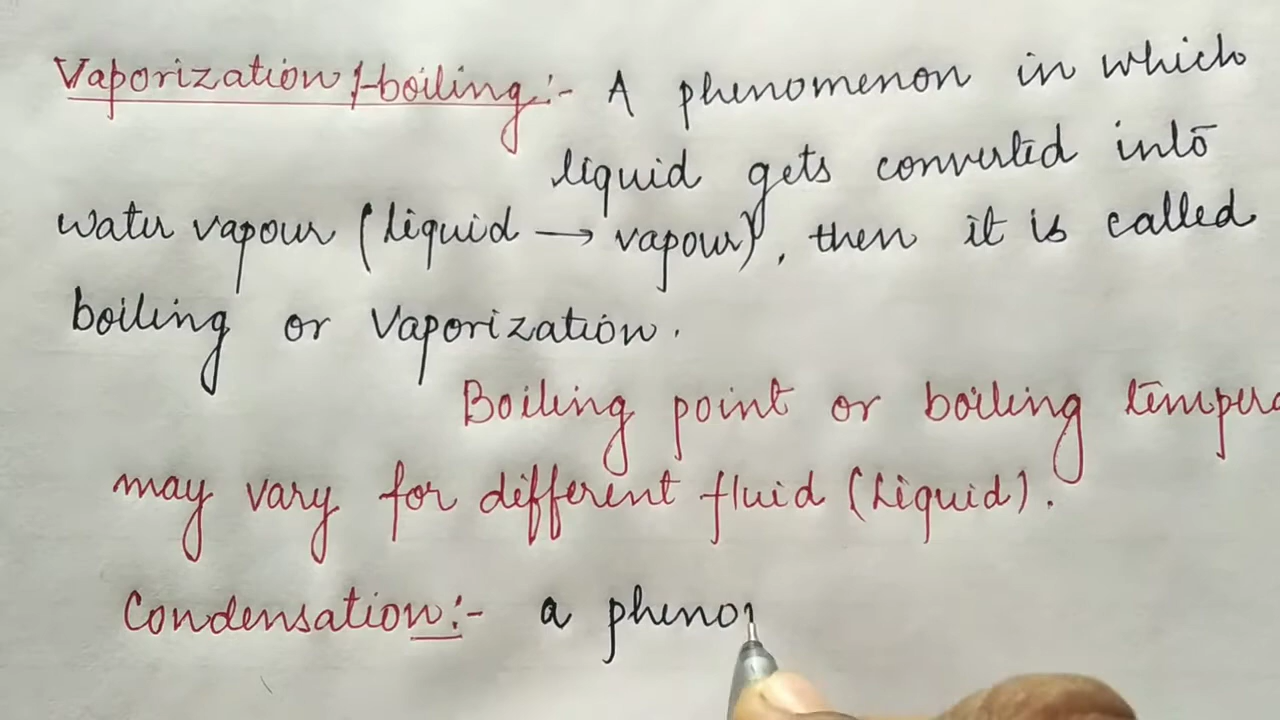 Vaporization /boiling :- A phenomenon in which
liquid gets converted into
water vapour (liquid → vapour), then it is called
boiling or Vaporization.
Boiling point or boiling temper
may vary for different fluid (Liquid).
Condensation :- a pheno